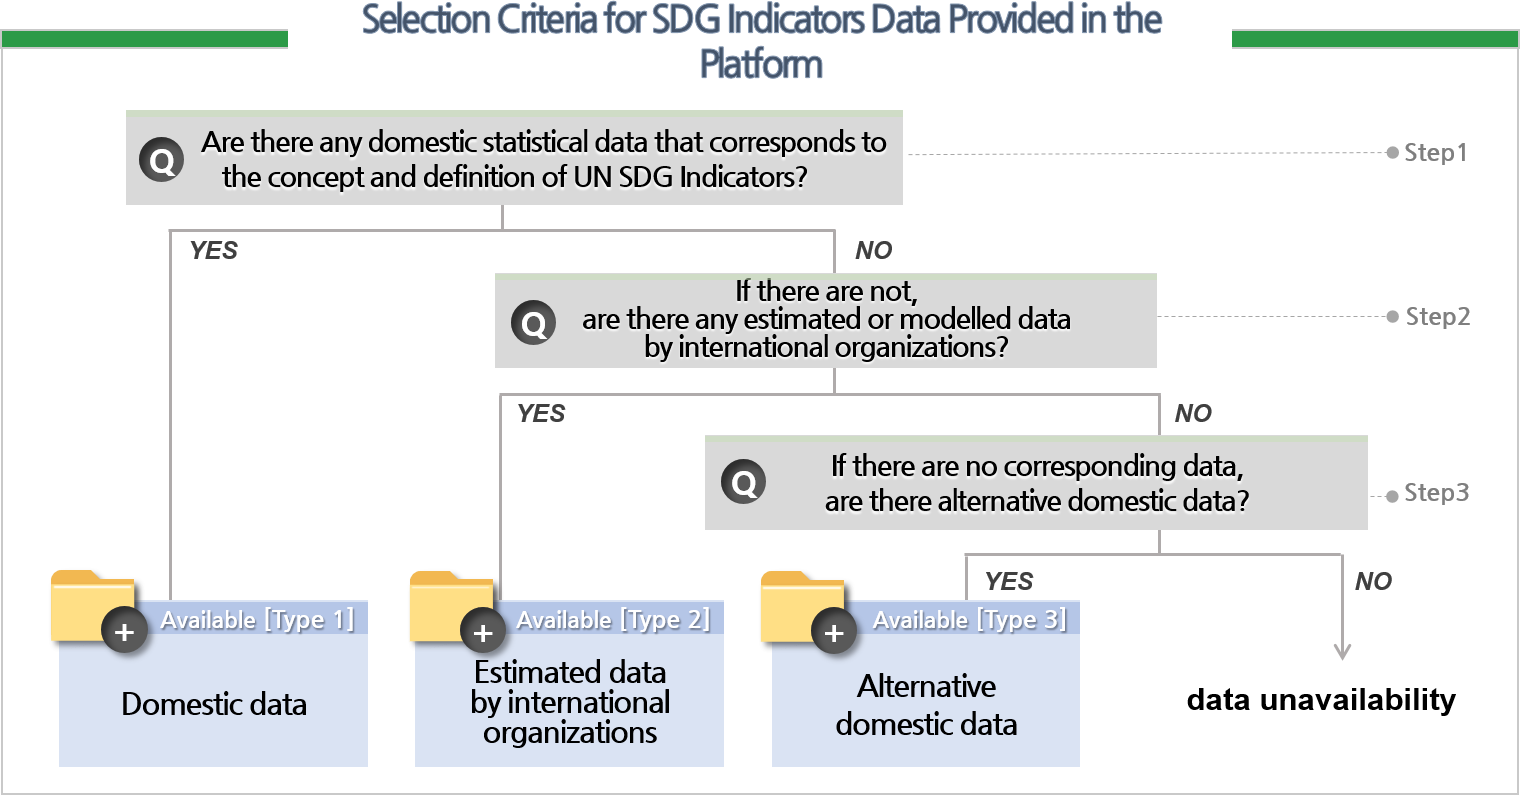 Selection Criteria for SDG Indicators Data Provided in the
Platform
Q
Are there any domestic statistical data that corresponds to
the concept and definition of UN SDG Indicators?
Step1
YES
NO
Q
If there are not,
are there any estimated or modelled data
by international organizations?
Step2
YES
NO
Q
If there are no corresponding data,
are there alternative domestic data?
Step3
YES
NO
+
Available [Type 1]
Domestic data
+
Available [Type 2]
Estimated data
by international
organizations
+
Available [Type 3]
Alternative
domestic data
data unavailability